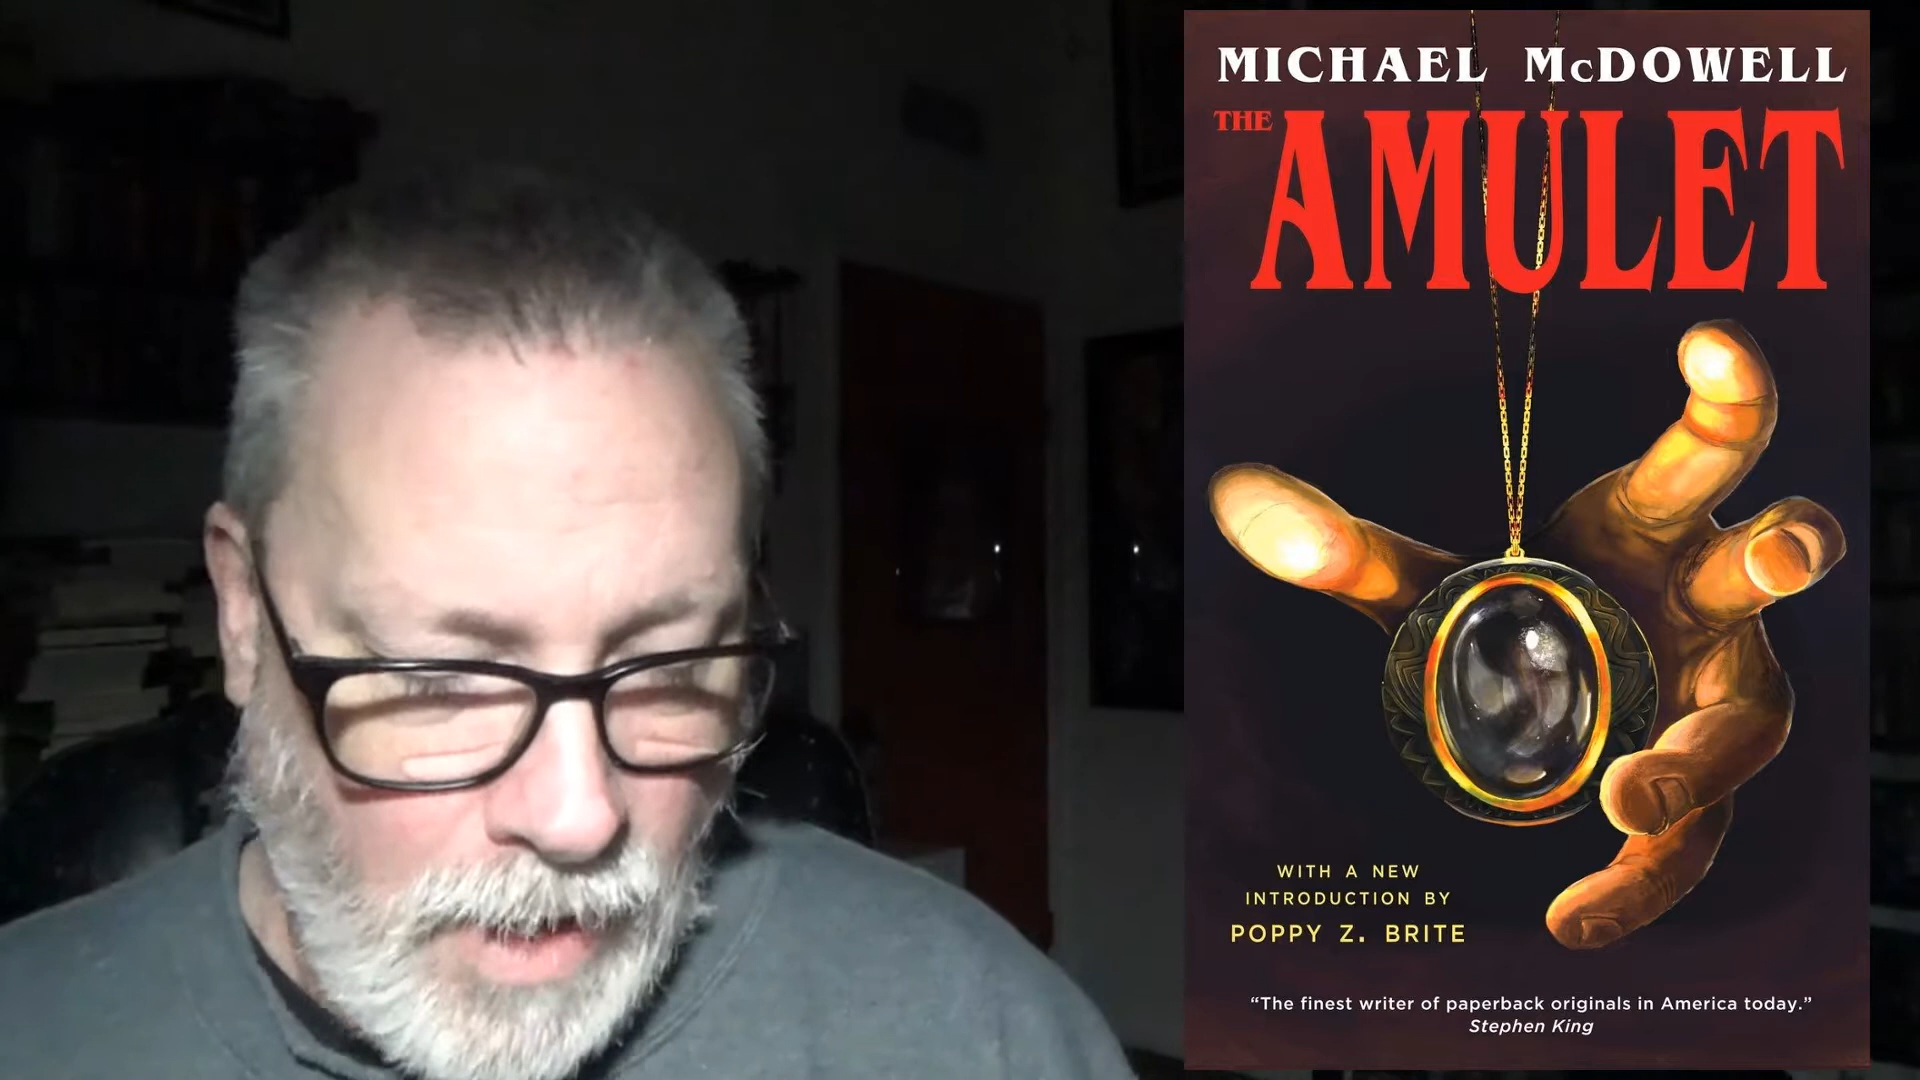 MICHAEL McDOWELL
THE AMULET
WITH A NEW
INTRODUCTION BY
POPPY Z. BRITE
“The finest writer of paperback originals in America today.”
Stephen King